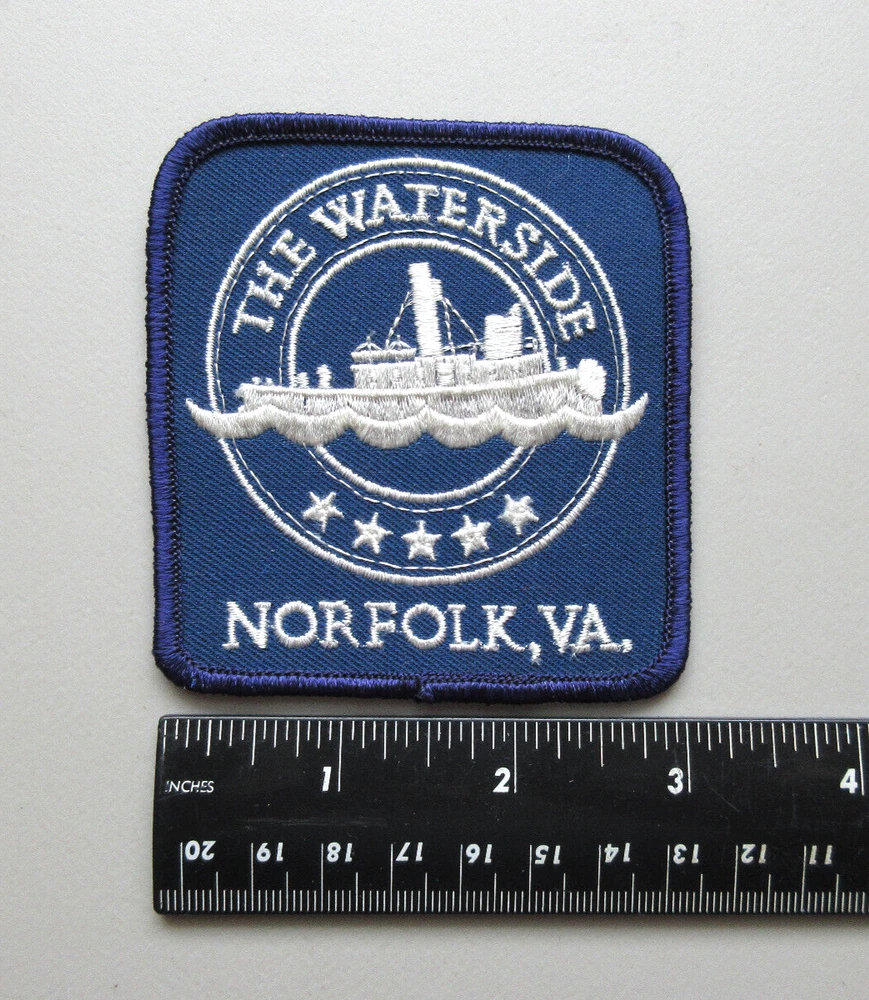 THE WATERSIDE
NORFOLK, VA.
1 2 3 4
INCHES
20 19 18 17 16 15 14 13 12 11